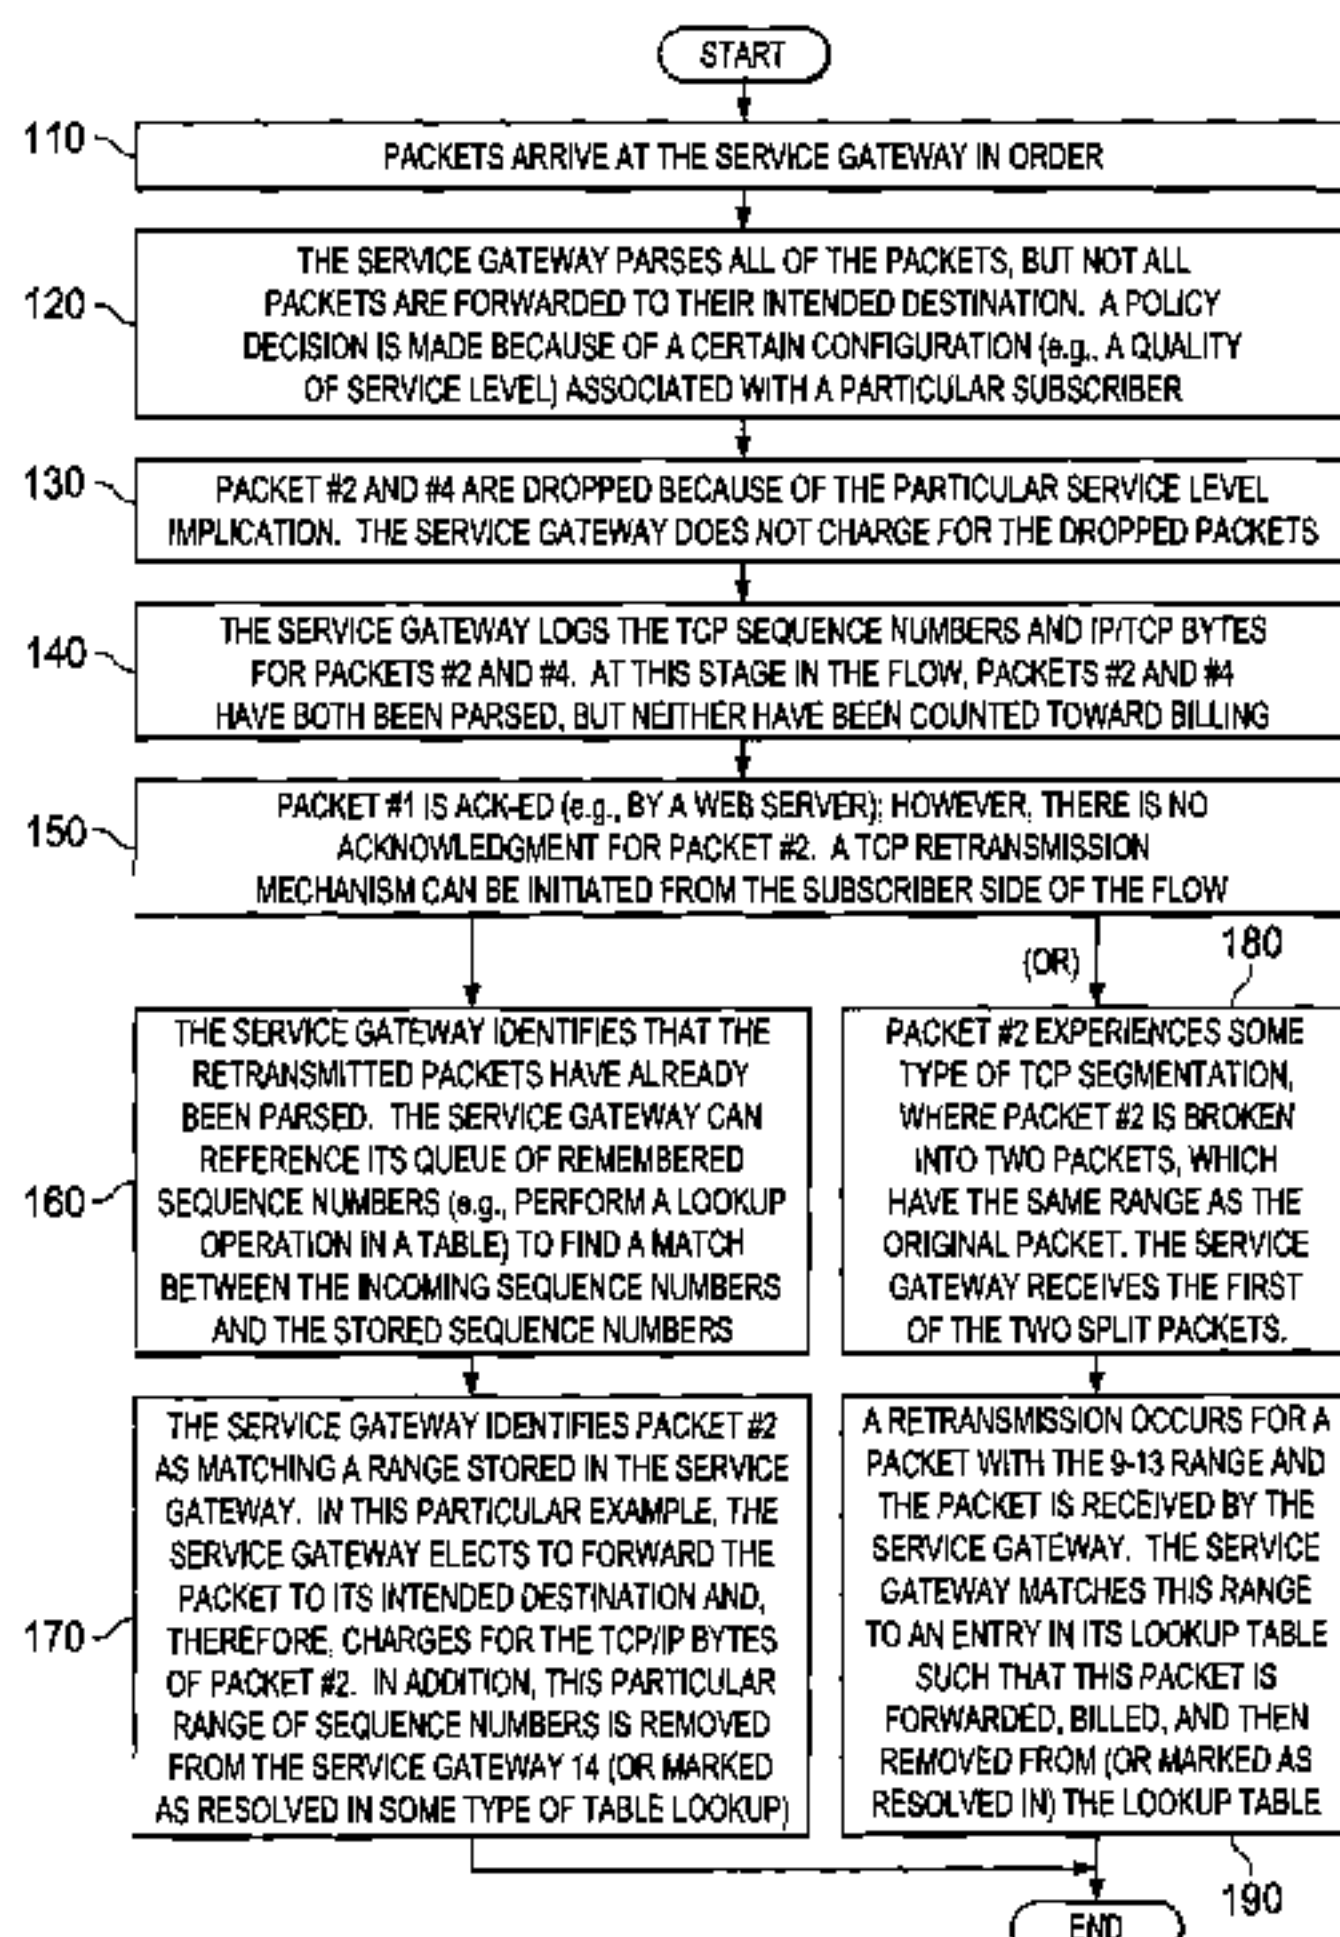 START
110
PACKETS ARRIVE AT THE SERVICE GATEWAY IN ORDER
120
THE SERVICE GATEWAY PARSES ALL OF THE PACKETS, BUT NOT ALL
PACKETS ARE FORWARDED TO THEIR INTENDED DESTINATION. A POLICY
DECISION IS MADE BECAUSE OF A CERTAIN CONFIGURATION (e.g., A QUALITY
OF SERVICE LEVEL) ASSOCIATED WITH A PARTICULAR SUBSCRIBER
130
PACKET #2 AND #4 ARE DROPPED BECAUSE OF THE PARTICULAR SERVICE LEVEL
IMPLICATION. THE SERVICE GATEWAY DOES NOT CHARGE FOR THE DROPPED PACKETS
140
THE SERVICE GATEWAY LOGS THE TCP SEQUENCE NUMBERS AND IP/TCP BYTES
FOR PACKETS #2 AND #4. AT THIS STAGE IN THE FLOW, PACKETS #2 AND #4
HAVE BOTH BEEN PARSED, BUT NEITHER HAVE BEEN COUNTED TOWARD BILLING
150
PACKET #1 IS ACK-ED (e.g., BY A WEB SERVER); HOWEVER, THERE IS NO
ACKNOWLEDGMENT FOR PACKET #2. A TCP RETRANSMISSION
MECHANISM CAN BE INITIATED FROM THE SUBSCRIBER SIDE OF THE FLOW
160
THE SERVICE GATEWAY IDENTIFIES THAT THE
RETRANSMITTED PACKETS HAVE ALREADY
BEEN PARSED. THE SERVICE GATEWAY CAN
REFERENCE ITS QUEUE OF REMEMBERED
SEQUENCE NUMBERS (e.g., PERFORM A LOOKUP
OPERATION IN A TABLE) TO FIND A MATCH
BETWEEN THE INCOMING SEQUENCE NUMBERS
AND THE STORED SEQUENCE NUMBERS
170
THE SERVICE GATEWAY IDENTIFIES PACKET #2
AS MATCHING A RANGE STORED IN THE SERVICE
GATEWAY. IN THIS PARTICULAR EXAMPLE, THE
SERVICE GATEWAY ELECTS TO FORWARD THE
PACKET TO ITS INTENDED DESTINATION AND,
THEREFORE, CHARGES FOR THE TCP/IP BYTES
OF PACKET #2. IN ADDITION, THIS PARTICULAR
RANGE OF SEQUENCE NUMBERS IS REMOVED
FROM THE SERVICE GATEWAY 14 (OR MARKED
AS RESOLVED IN SOME TYPE OF TABLE LOOKUP)
(OR)
180
PACKET #2 EXPERIENCES SOME
TYPE OF TCP SEGMENTATION,
WHERE PACKET #2 IS BROKEN
INTO TWO PACKETS, WHICH
HAVE THE SAME RANGE AS THE
ORIGINAL PACKET. THE SERVICE
GATEWAY RECEIVES THE FIRST
OF THE TWO SPLIT PACKETS.
A RETRANSMISSION OCCURS FOR A
PACKET WITH THE 9-13 RANGE AND
THE PACKET IS RECEIVED BY THE
SERVICE GATEWAY. THE SERVICE
GATEWAY MATCHES THIS RANGE
TO AN ENTRY IN ITS LOOKUP TABLE
SUCH THAT THIS PACKET IS
FORWARDED, BILLED, AND THEN
REMOVED FROM (OR MARKED AS
RESOLVED IN) THE LOOKUP TABLE
190
END